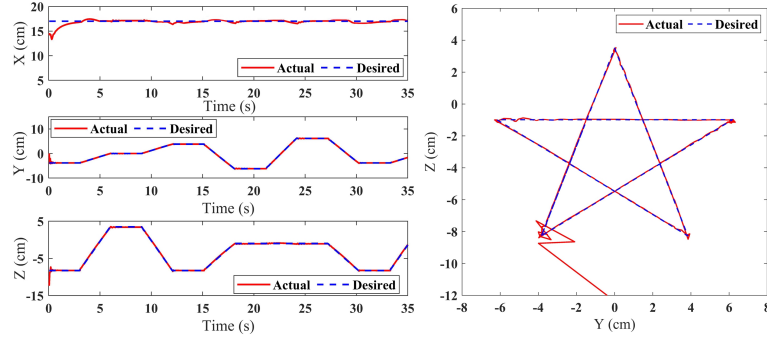 20
15
10
5
X (cm)
Actual Desired
0 5 10 15 20 25 30 35
Time (s)
10
0
-10
Y (cm)
Actual Desired
0 5 10 15 20 25 30 35
Time (s)
5
-5
-15
Z (cm)
Actual Desired
0 5 10 15 20 25 30 35
Time (s)
6
4
2
0
-2
-4
-6
-8
-10
-12
Z (cm)
Actual Desired
-8 -6 -4 -2 0 2 4 6 8
Y (cm)